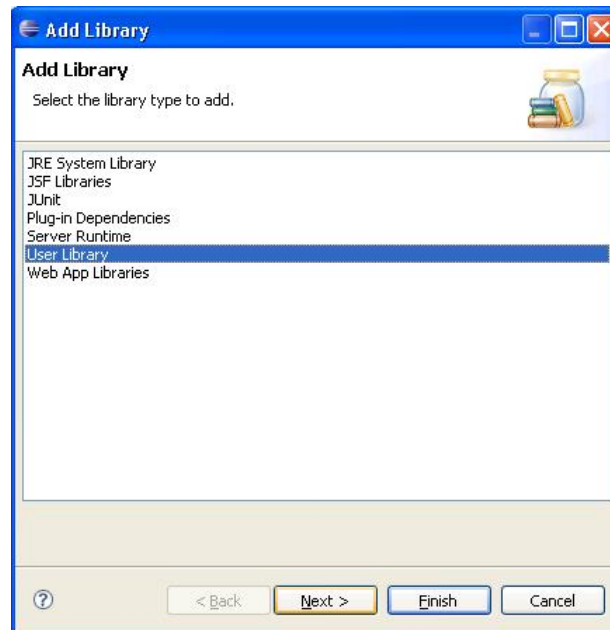 Add Library
Add Library
Select the library type to add.
JRE System Library
JSF Libraries
JUnit
Plug-in Dependencies
Server Runtime
User Library
Web App Libraries
? < Back Next > Finish Cancel